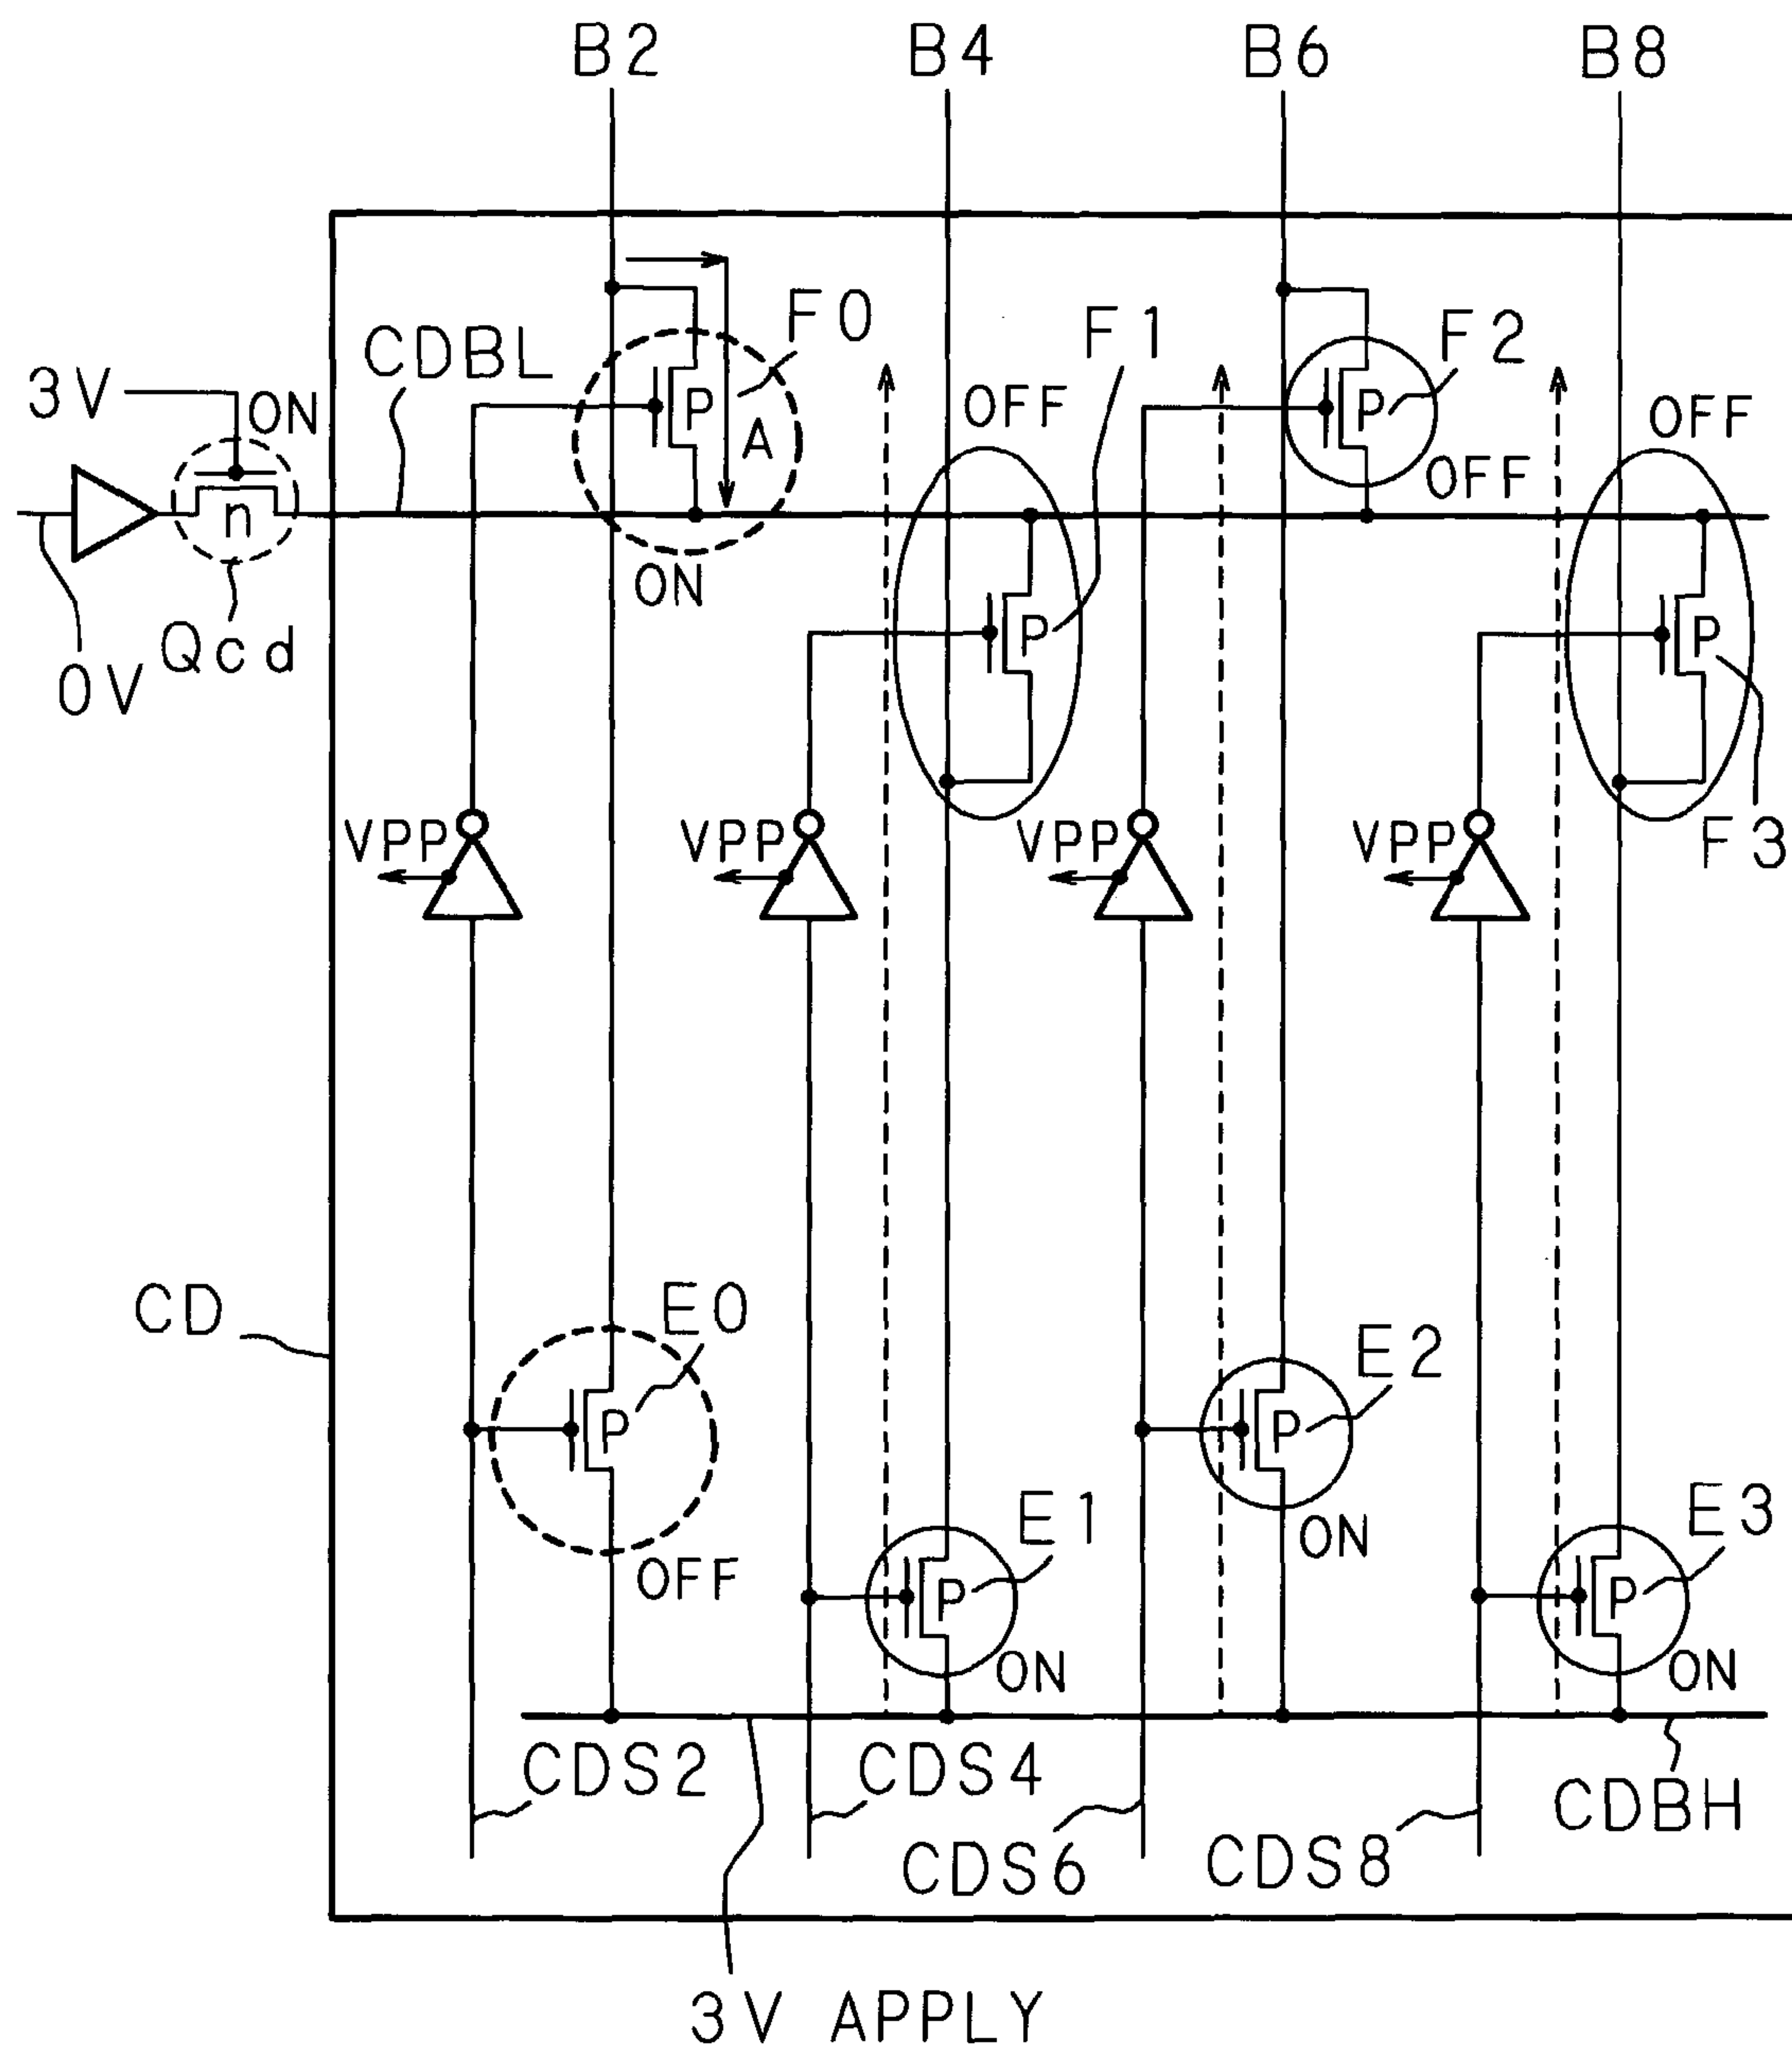 B2 B4 B6 B8
F0 F1 F2
CDBL
3V ON
P A OFF P OFF
OFF
n
ON
Qcd P P
0V
VPP VPP VPP VPP F3
CD E0 E2
P P
E1 E3
ON
OFF P P
ON ON
CDS2 CDS4 CDBH
CDS6 CDS8
3V APPLY